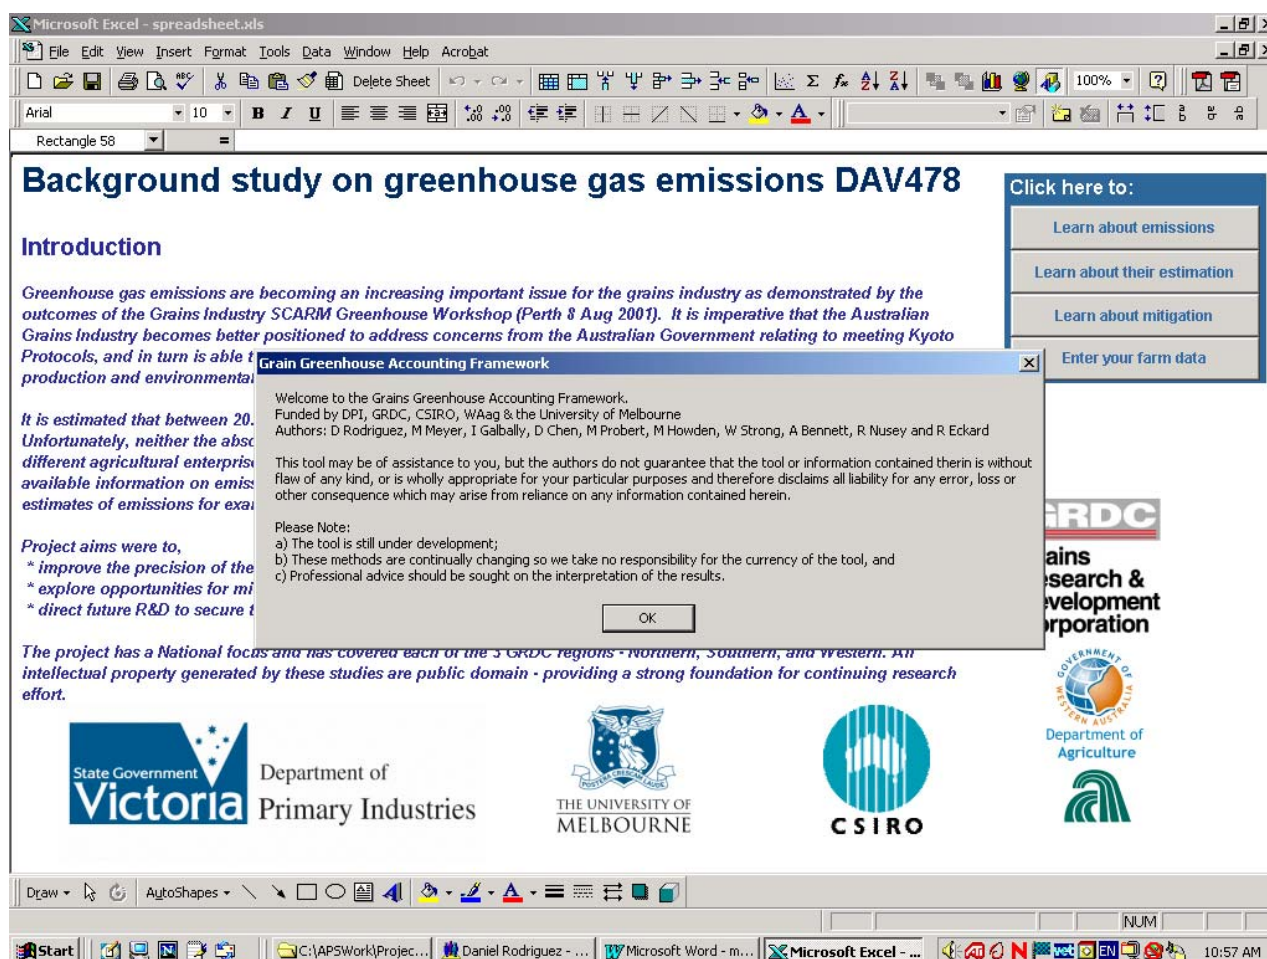 Microsoft Excel - spreadsheet.xls
File Edit View Insert Format Tools Data Window Help Acrobat
Delete Sheet 100%
Arial 10 B I U
Rectangle 58 =
Background study on greenhouse gas emissions DAV478
Click here to:
Learn about emissions
Learn about their estimation
Learn about mitigation
Enter your farm data
Introduction
Greenhouse gas emissions are becoming an increasing important issue for the grains industry as demonstrated by the
outcomes of the Grains Industry SCARM Greenhouse Workshop (Perth 8 Aug 2001). It is imperative that the Australian
Grains Industry becomes better positioned to address concerns from the Australian Government relating to meeting Kyoto
Protocols, and in turn is able t
production and environmental
It is estimated that between 20.
Unfortunately, neither the abso
different agricultural enterprise
available information on emiss
estimates of emissions for exa
Project aims were to,
* improve the precision of the
* explore opportunities for mi
* direct future R&D to secure t
The project has a National focus and has covered each of the 3 GRDC regions - Northern, Southern, and Western. All
intellectual property generated by these studies are public domain - providing a strong foundation for continuing research
effort.
Grain Greenhouse Accounting Framework
Welcome to the Grains Greenhouse Accounting Framework.
Funded by DPI, GRDC, CSIRO, WAag & the University of Melbourne
Authors: D Rodriguez, M Meyer, I Galbally, D Chen, M Probert, M Howden, W Strong, A Bennett, R Nusey and R Eckard
This tool may be of assistance to you, but the authors do not guarantee that the tool or information contained therin is without
flaw of any kind, or is wholly appropriate for your particular purposes and therefore disclaims all liability for any error, loss or
other consequence which may arise from reliance on any information contained herein.
Please Note:
a) The tool is still under development;
b) These methods are continually changing so we take no responsibility for the currency of the tool, and
c) Professional advice should be sought on the interpretation of the results.
OK
GRDC
ains
search &
velopment
rporation
State Government
Victoria
Department of
Primary Industries
POSTERA CRESCAM LAUDE
THE UNIVERSITY OF
MELBOURNE
CSIRO
GOVERNMENT OF
WESTERN AUSTRALIA
Department of
Agriculture
Draw AutoShapes
NUM
Start C:\APSWork\Projec... Daniel Rodriguez - ... Microsoft Word - m... Microsoft Excel - ... EN 10:57 AM